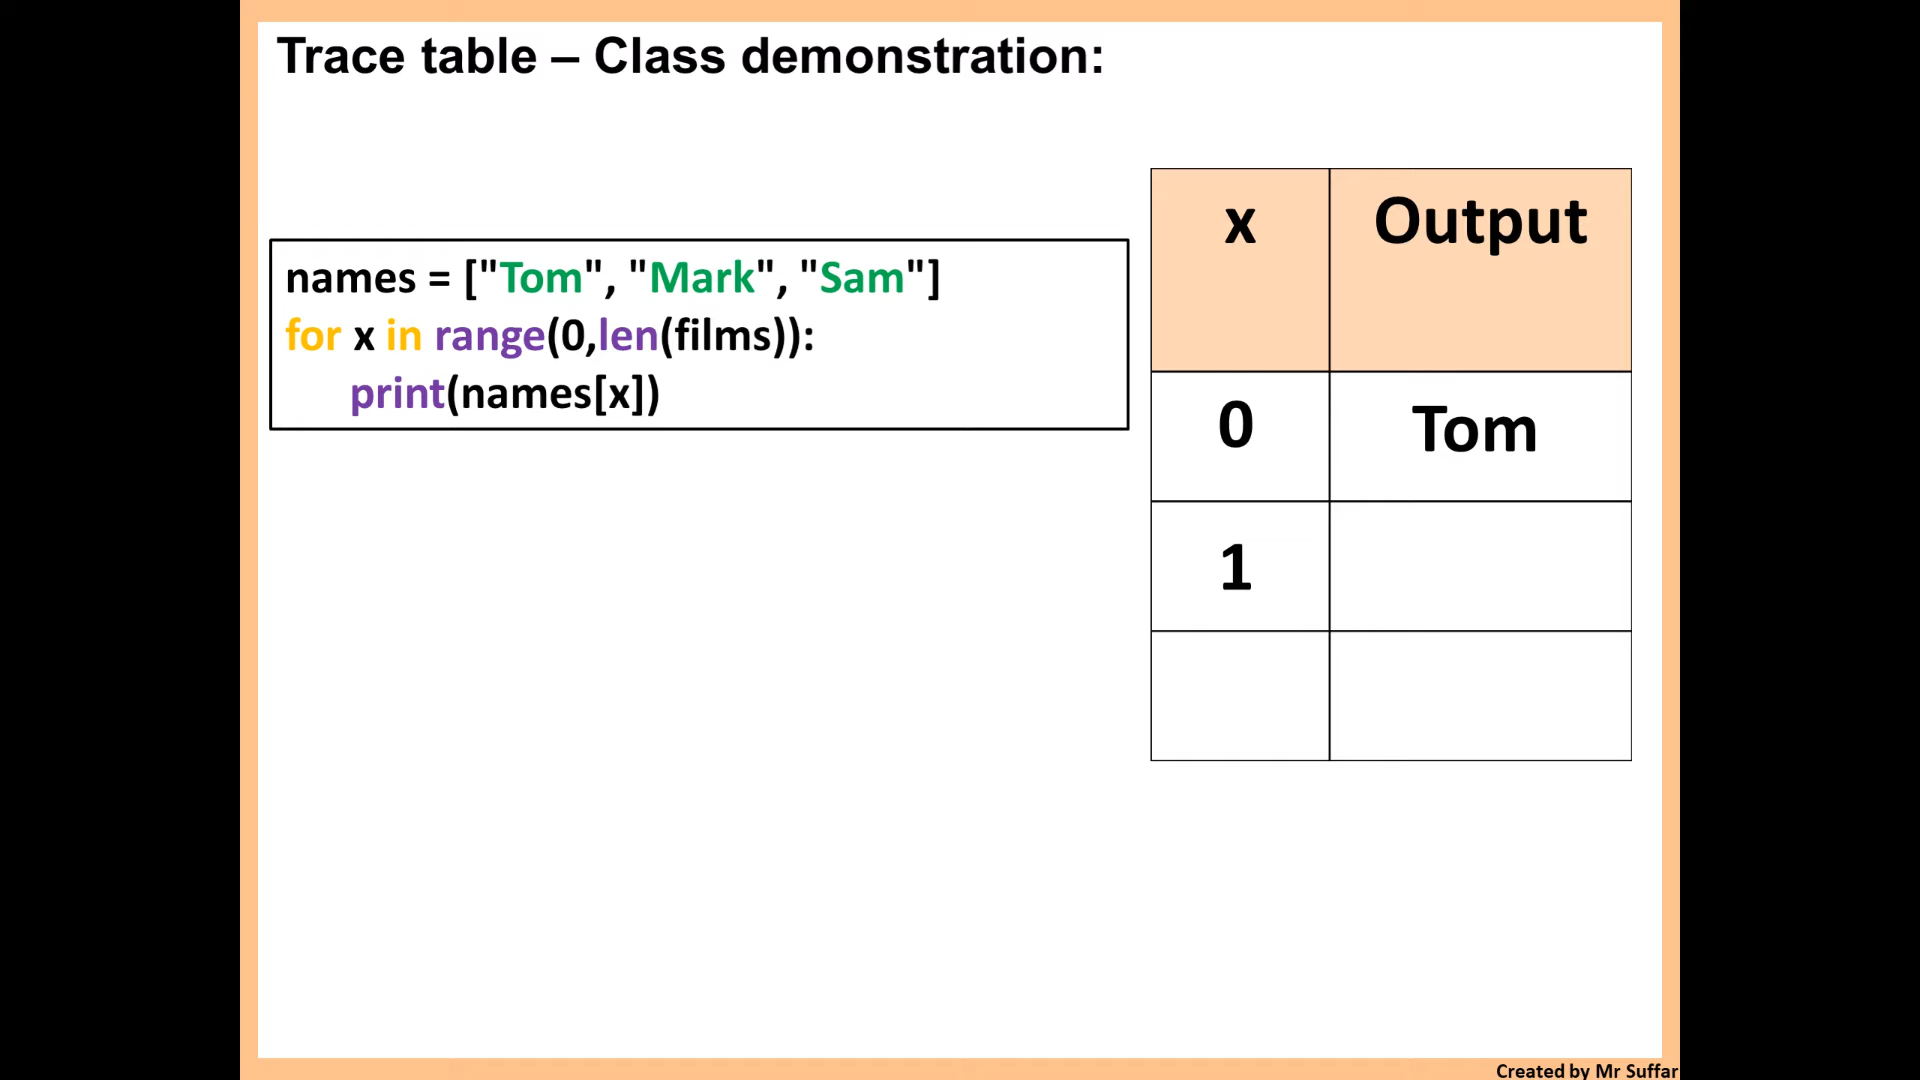 Trace table – Class demonstration:
names = ["Tom", "Mark", "Sam"]
for x in range(0,len(films)):
print(names[x])
x Output
0 Tom
1
Created by Mr Suffar